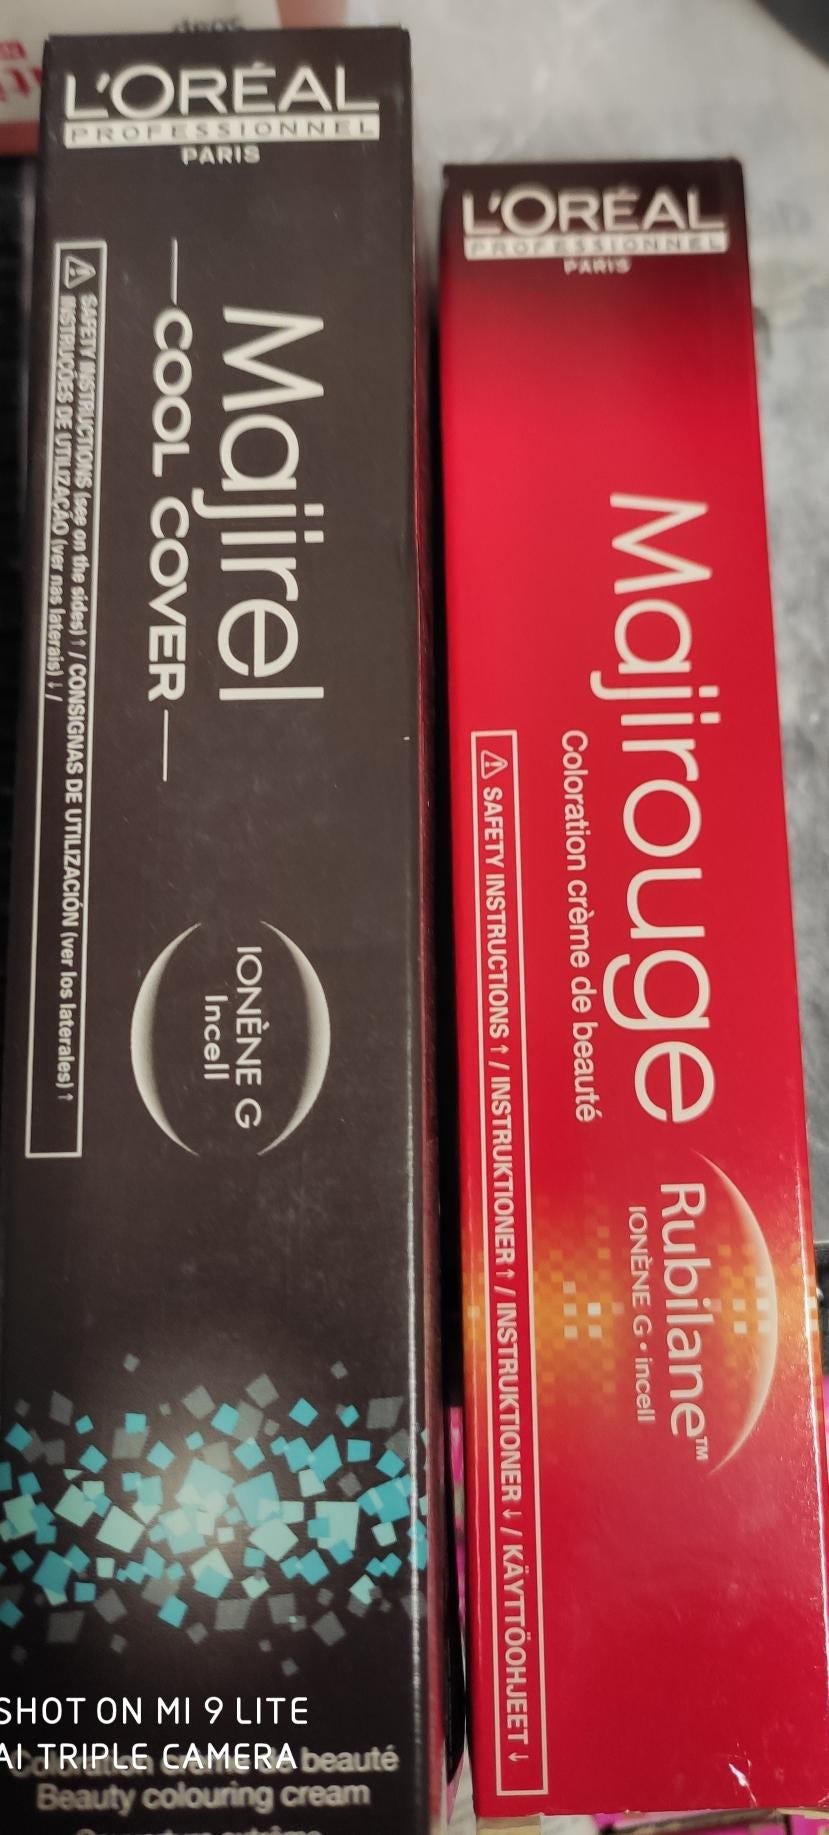 L'ORÉAL
PROFESSIONNEL
PARIS
Majirel
COOL COVER
⚠ SAFETY INSTRUCTIONS (see on the sides) ↑ / CONSIGNAS DE UTILIZACIÓN (ver los laterales) ↑
INSTRUÇÕES DE UTILIZAÇÃO (ver nas laterais) ↓ /
IONÈNE G
Incell
SHOT ON MI 9 LITE
AI TRIPLE CAMERA
beauté
Beauty colouring cream
L'ORÉAL
PROFESSIONNEL
PARIS
Majirouge
Coloration crème de beauté
Rubilane™
IONÈNE G • incell
⚠ SAFETY INSTRUCTIONS ↑ / INSTRUKTIONER ↑ / INSTRUKTIONER ↓ / KÄYTTÖOHJEET ↓